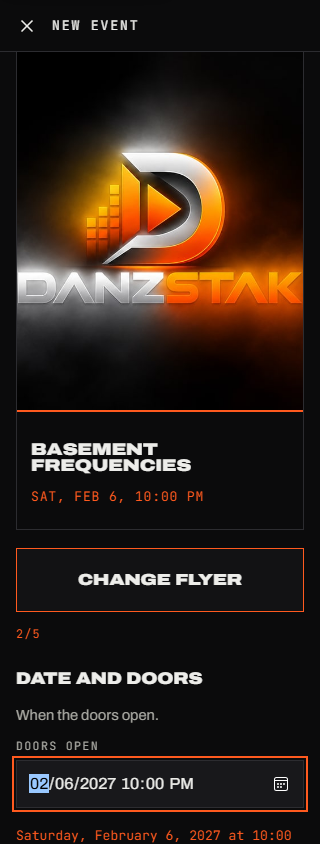 NEW EVENT
DANZSTAK
BASEMENT
FREQUENCIES
SAT, FEB 6, 10:00 PM
CHANGE FLYER
2/5
DATE AND DOORS
When the doors open.
DOORS OPEN
02/06/2027 10:00 PM
Saturday, February 6, 2027 at 10:00